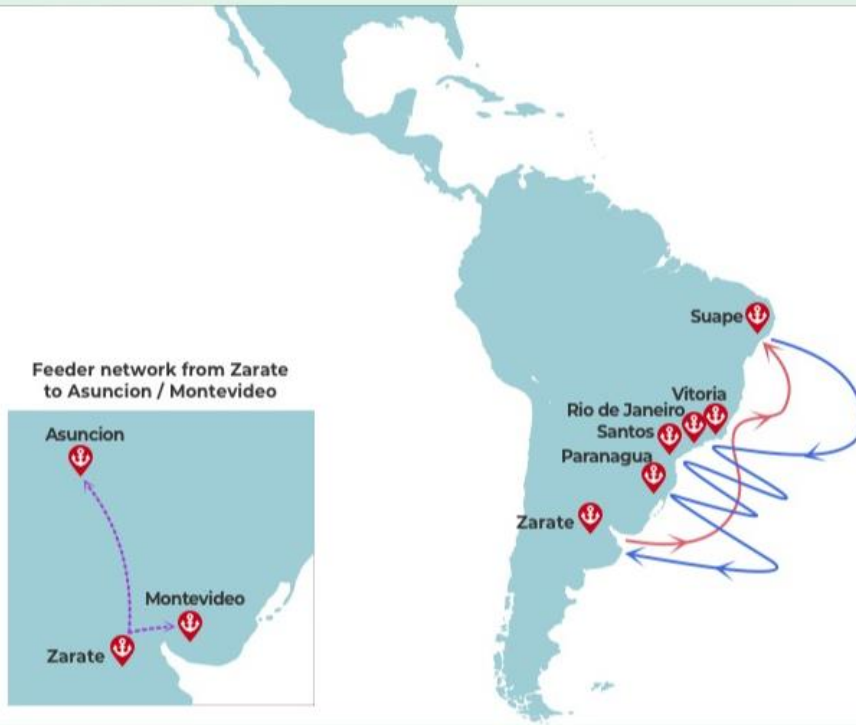 Suape
Vitoria
Rio de Janeiro
Santos
Paranagua
Zarate
Feeder network from Zarate
to Asuncion / Montevideo
Asuncion
Montevideo
Zarate